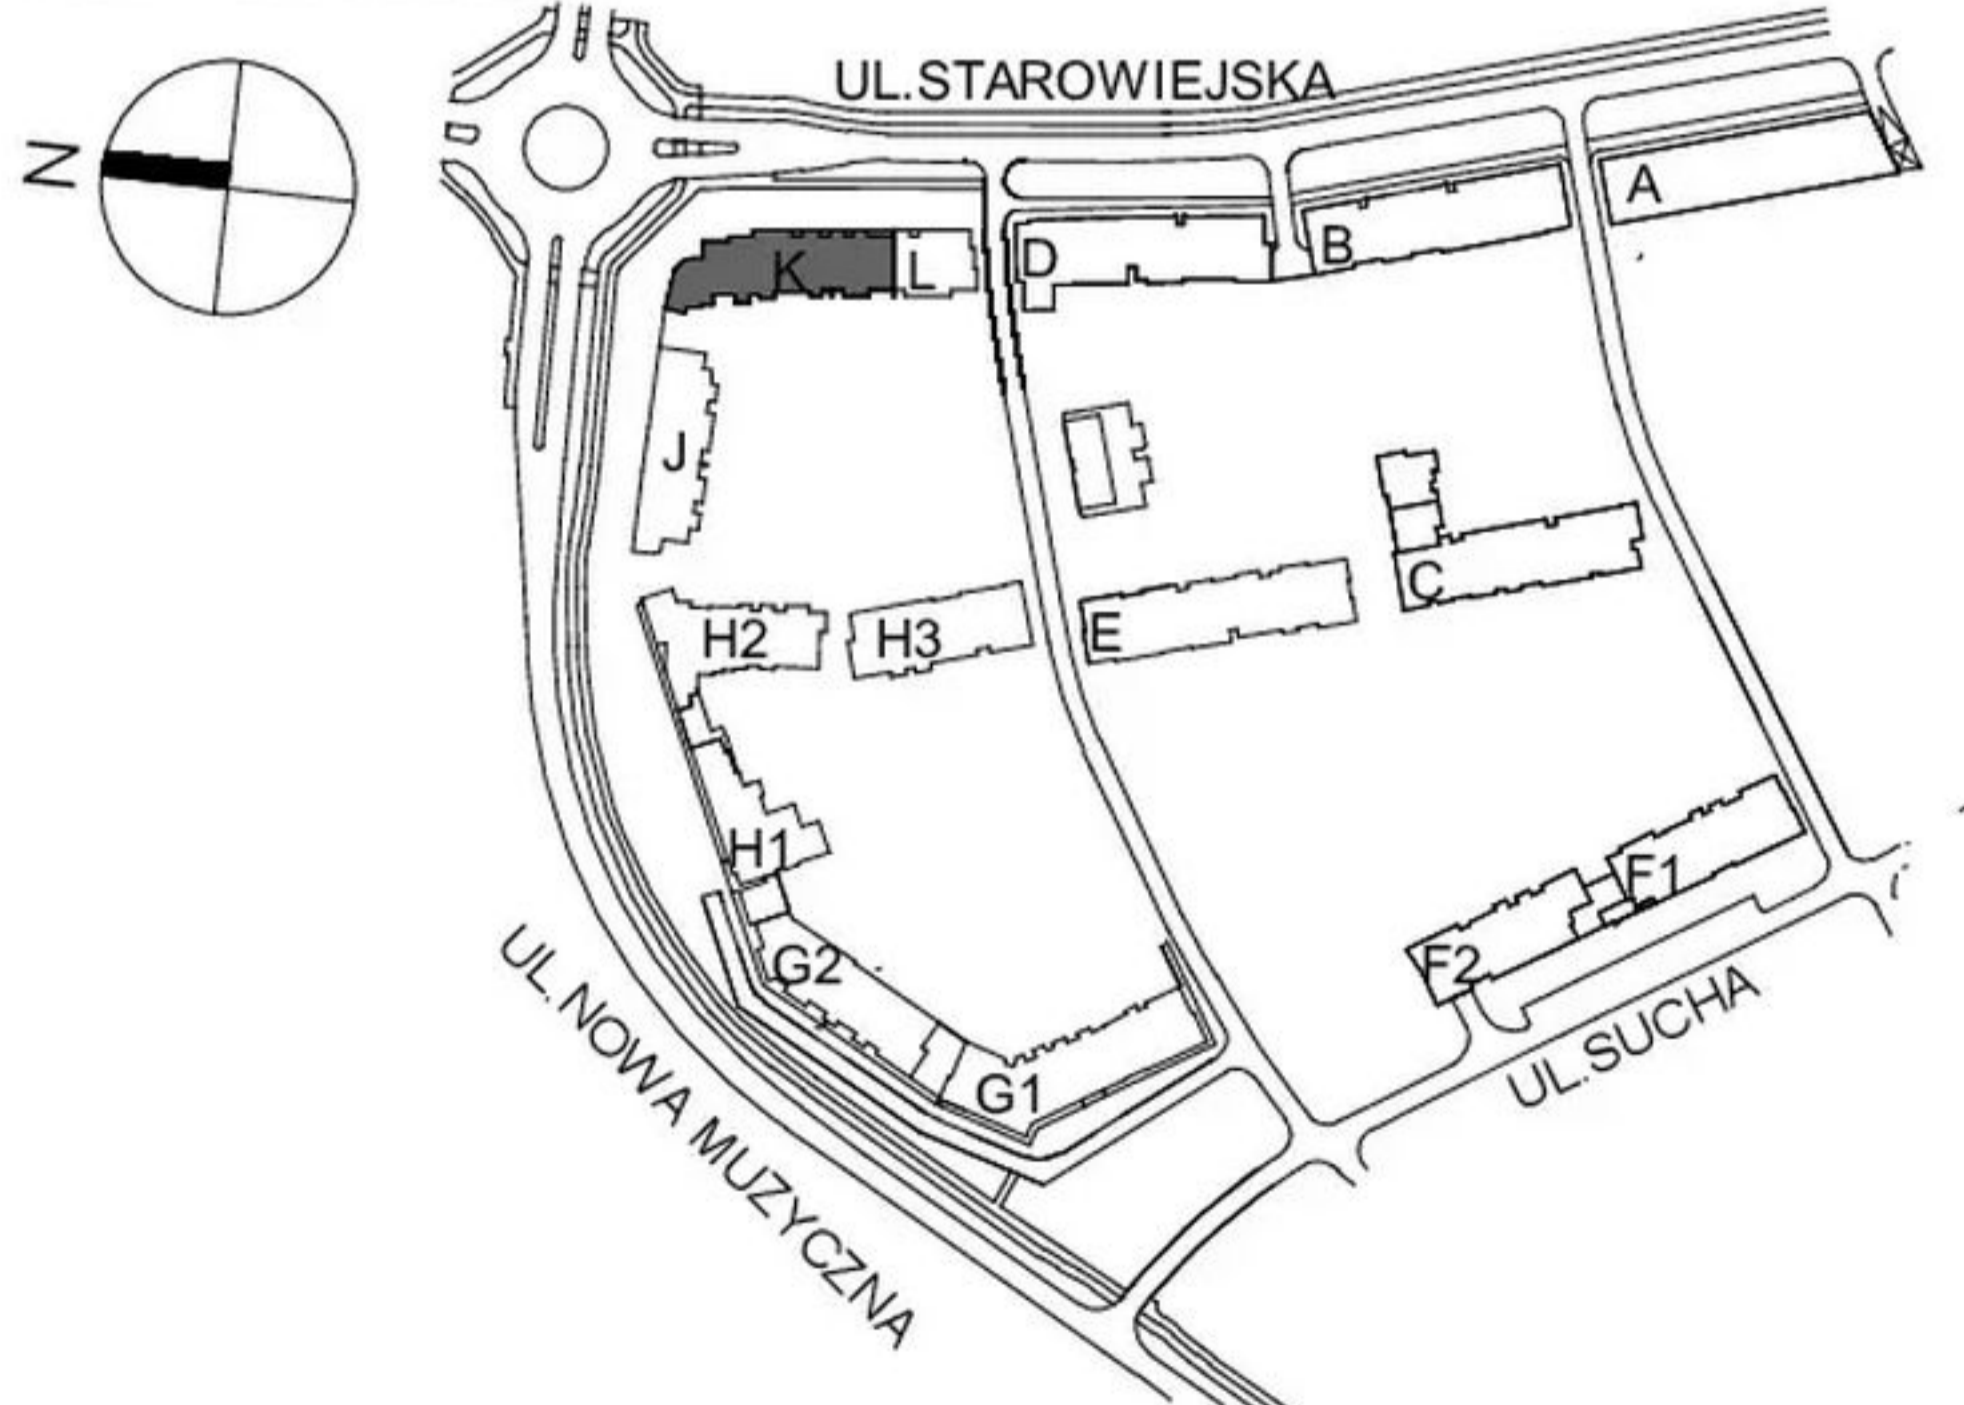 UL.STAROWIEJSKA
N
A
K
L
D
B
J
C
H2
H3
E
H1
F1
G2
F2
G1
UL.SUCHA
UL. NOWA MUZYCZNA